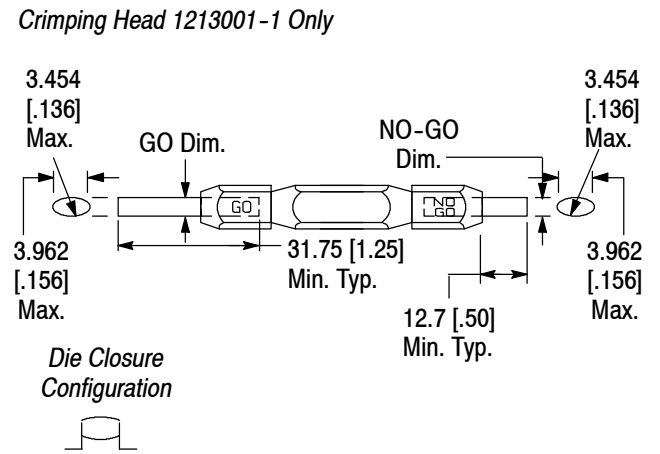 Crimping Head 1213001-1 Only
3.454
[.136]
Max.
GO Dim.
NO-GO
Dim.
3.454
[.136]
Max.
GO
NO
GO
3.962
[.156]
Max.
31.75 [1.25]
Min. Typ.
12.7 [.50]
Min. Typ.
3.962
[.156]
Max.
Die Closure
Configuration